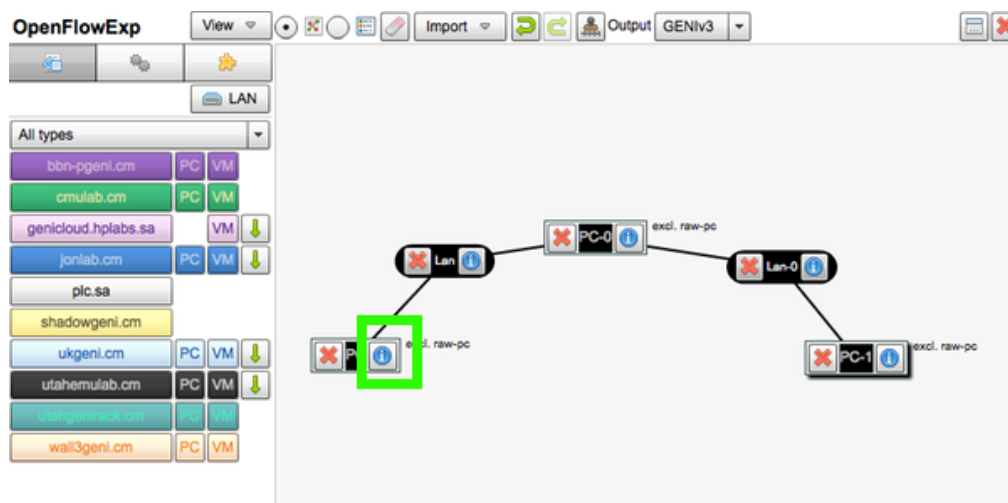 OpenFlowExp View Import Output GENIv3
LAN
All types
bbn-pgeni.cm PC VM
cmulab.cm PC VM
genicloud.hplabs.sa VM
jonlab.cm PC VM
plc.sa
shadowgeni.cm
ukgeni.cm PC VM
utahemulab.cm PC VM
utahgenirack.cm PC VM
wall3geni.cm PC VM
PC-0 excl. raw-pc
Lan
Lan-0
raw-pc
PC-1 excl. raw-pc